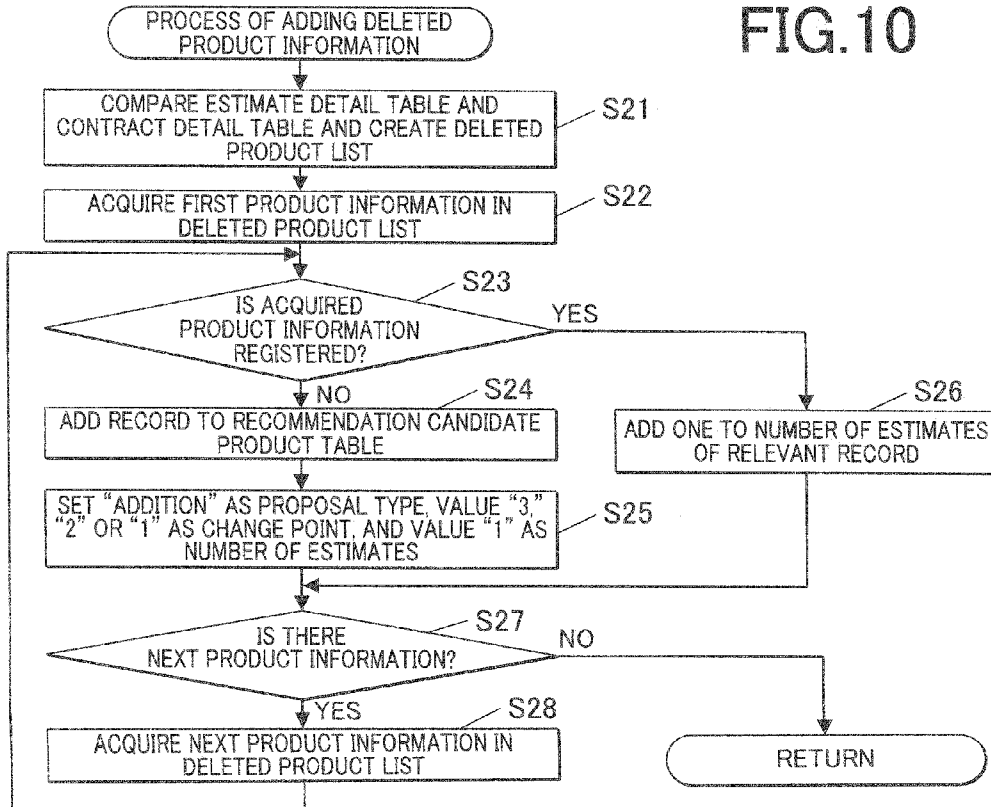 FIG.10
PROCESS OF ADDING DELETED
PRODUCT INFORMATION
COMPARE ESTIMATE DETAIL TABLE AND
CONTRACT DETAIL TABLE AND CREATE DELETED
PRODUCT LIST
S21
ACQUIRE FIRST PRODUCT INFORMATION IN
DELETED PRODUCT LIST
S22
S23
IS ACQUIRED
PRODUCT INFORMATION
REGISTERED?
YES
NO
S24
ADD RECORD TO RECOMMENDATION CANDIDATE
PRODUCT TABLE
S26
ADD ONE TO NUMBER OF ESTIMATES
OF RELEVANT RECORD
SET "ADDITION" AS PROPOSAL TYPE, VALUE "3,"
"2" OR "1" AS CHANGE POINT, AND VALUE "1" AS
NUMBER OF ESTIMATES
S25
S27
IS THERE
NEXT PRODUCT INFORMATION?
NO
YES
S28
ACQUIRE NEXT PRODUCT INFORMATION IN
DELETED PRODUCT LIST
RETURN